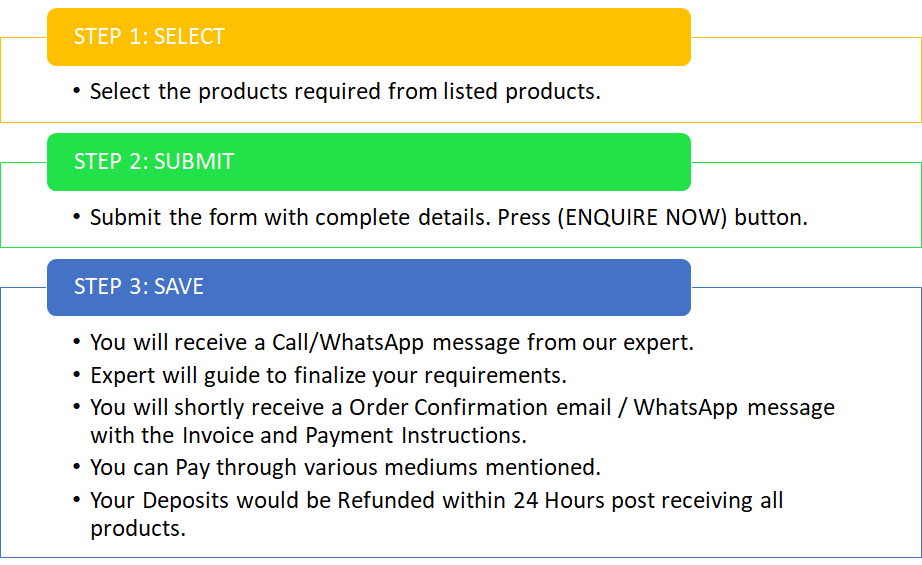 STEP 1: SELECT
• Select the products required from listed products.
STEP 2: SUBMIT
• Submit the form with complete details. Press (ENQUIRE NOW) button.
STEP 3: SAVE
• You will receive a Call/WhatsApp message from our expert.
• Expert will guide to finalize your requirements.
• You will shortly receive a Order Confirmation email / WhatsApp message
with the Invoice and Payment Instructions.
• You can Pay through various mediums mentioned.
• Your Deposits would be Refunded within 24 Hours post receiving all
products.